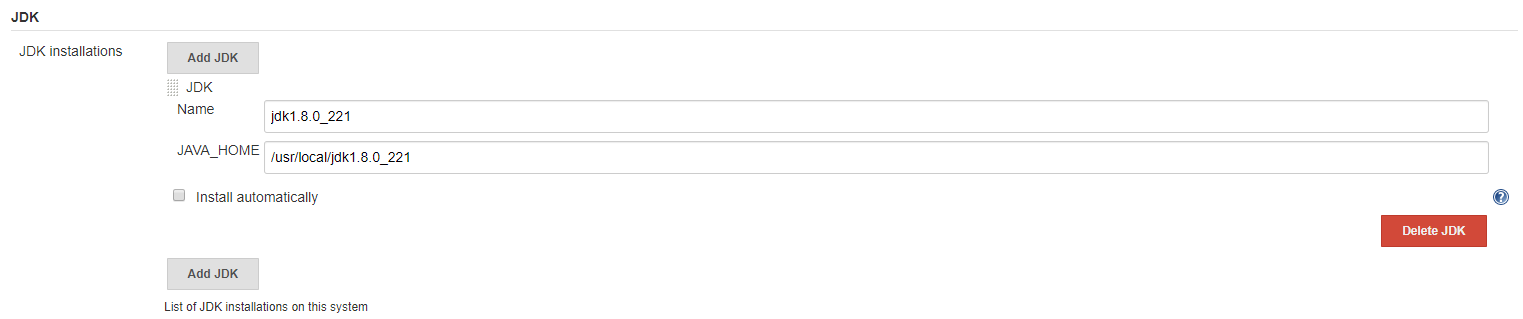 JDK
JDK installations
Add JDK
JDK
Name
jdk1.8.0_221
JAVA_HOME
/usr/local/jdk1.8.0_221
Install automatically
?
Delete JDK
Add JDK
List of JDK installations on this system